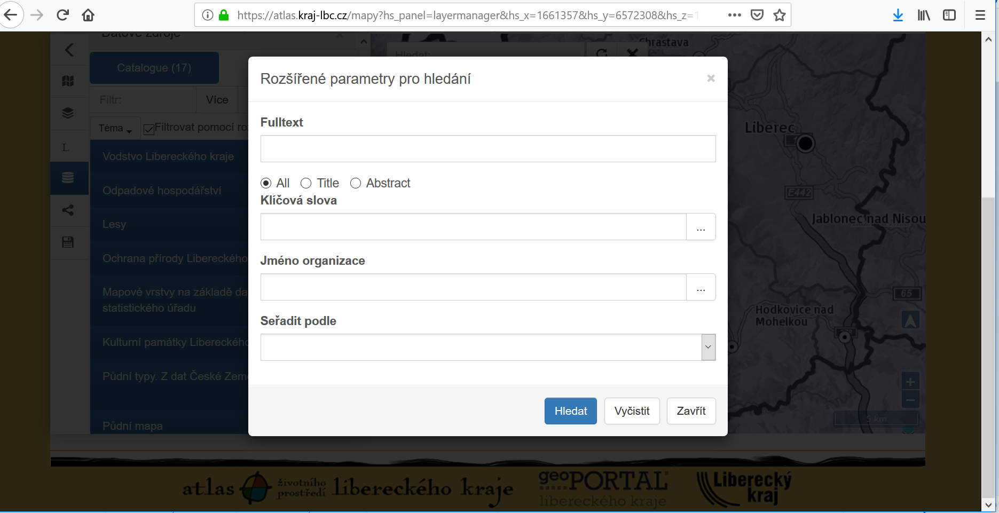 https://atlas.kraj-lbc.cz/mapy?hs_panel=layermanager&hs_x=1661357&hs_y=6572308&hs_z=1
Datové zdroje
Catalogue (17)
Filtr:
Více
Téma
Filtrovat pomocí ro
L
Vodstvo Libereckého kraje
Odpadové hospodářství
Lesy
Ochrana přírody Libereckého
Mapové vrstvy na základě da
statistického úřadu
Kulturní památky Libereckého
Půdní typy. Z dat České Zem
Půdní mapa
Hledat:
Rozšířené parametry pro hledání
×
Fulltext
All
Title
Abstract
Klíčová slova
...
Jméno organizace
...
Seřadit podle
Hledat
Vyčistit
Zavřít
Chrastava
Liberec
E442
Jablonec nad Nisou
65
Hodkovice nad
Mohelkou
+
−
5 km
atlas životního
prostředí libereckého kraje
geoPORTAL
libereckého kraje
Liberecký
kraj